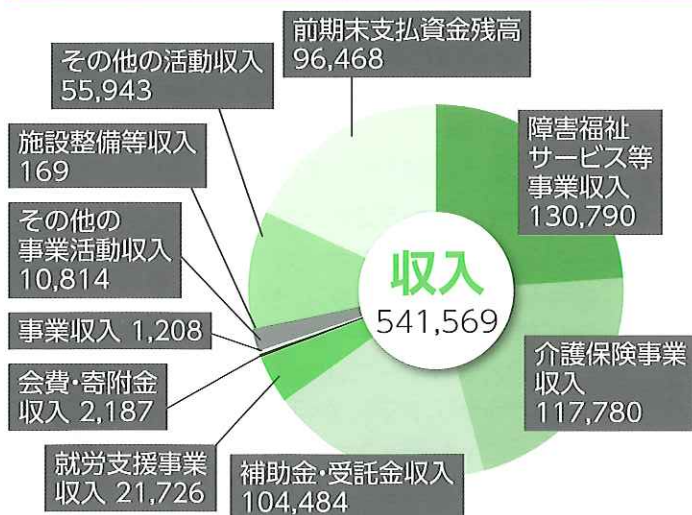 前期末支払資金残高
96,468
その他の活動収入
55,943
施設整備等収入
169
その他の
事業活動収入
10,814
事業収入 1,208
会費・寄附金
収入 2,187
就労支援事業
収入 21,726
補助金・受託金収入
104,484
介護保険事業
収入
117,780
障害福祉
サービス等
事業収入
130,790
収入
541,569